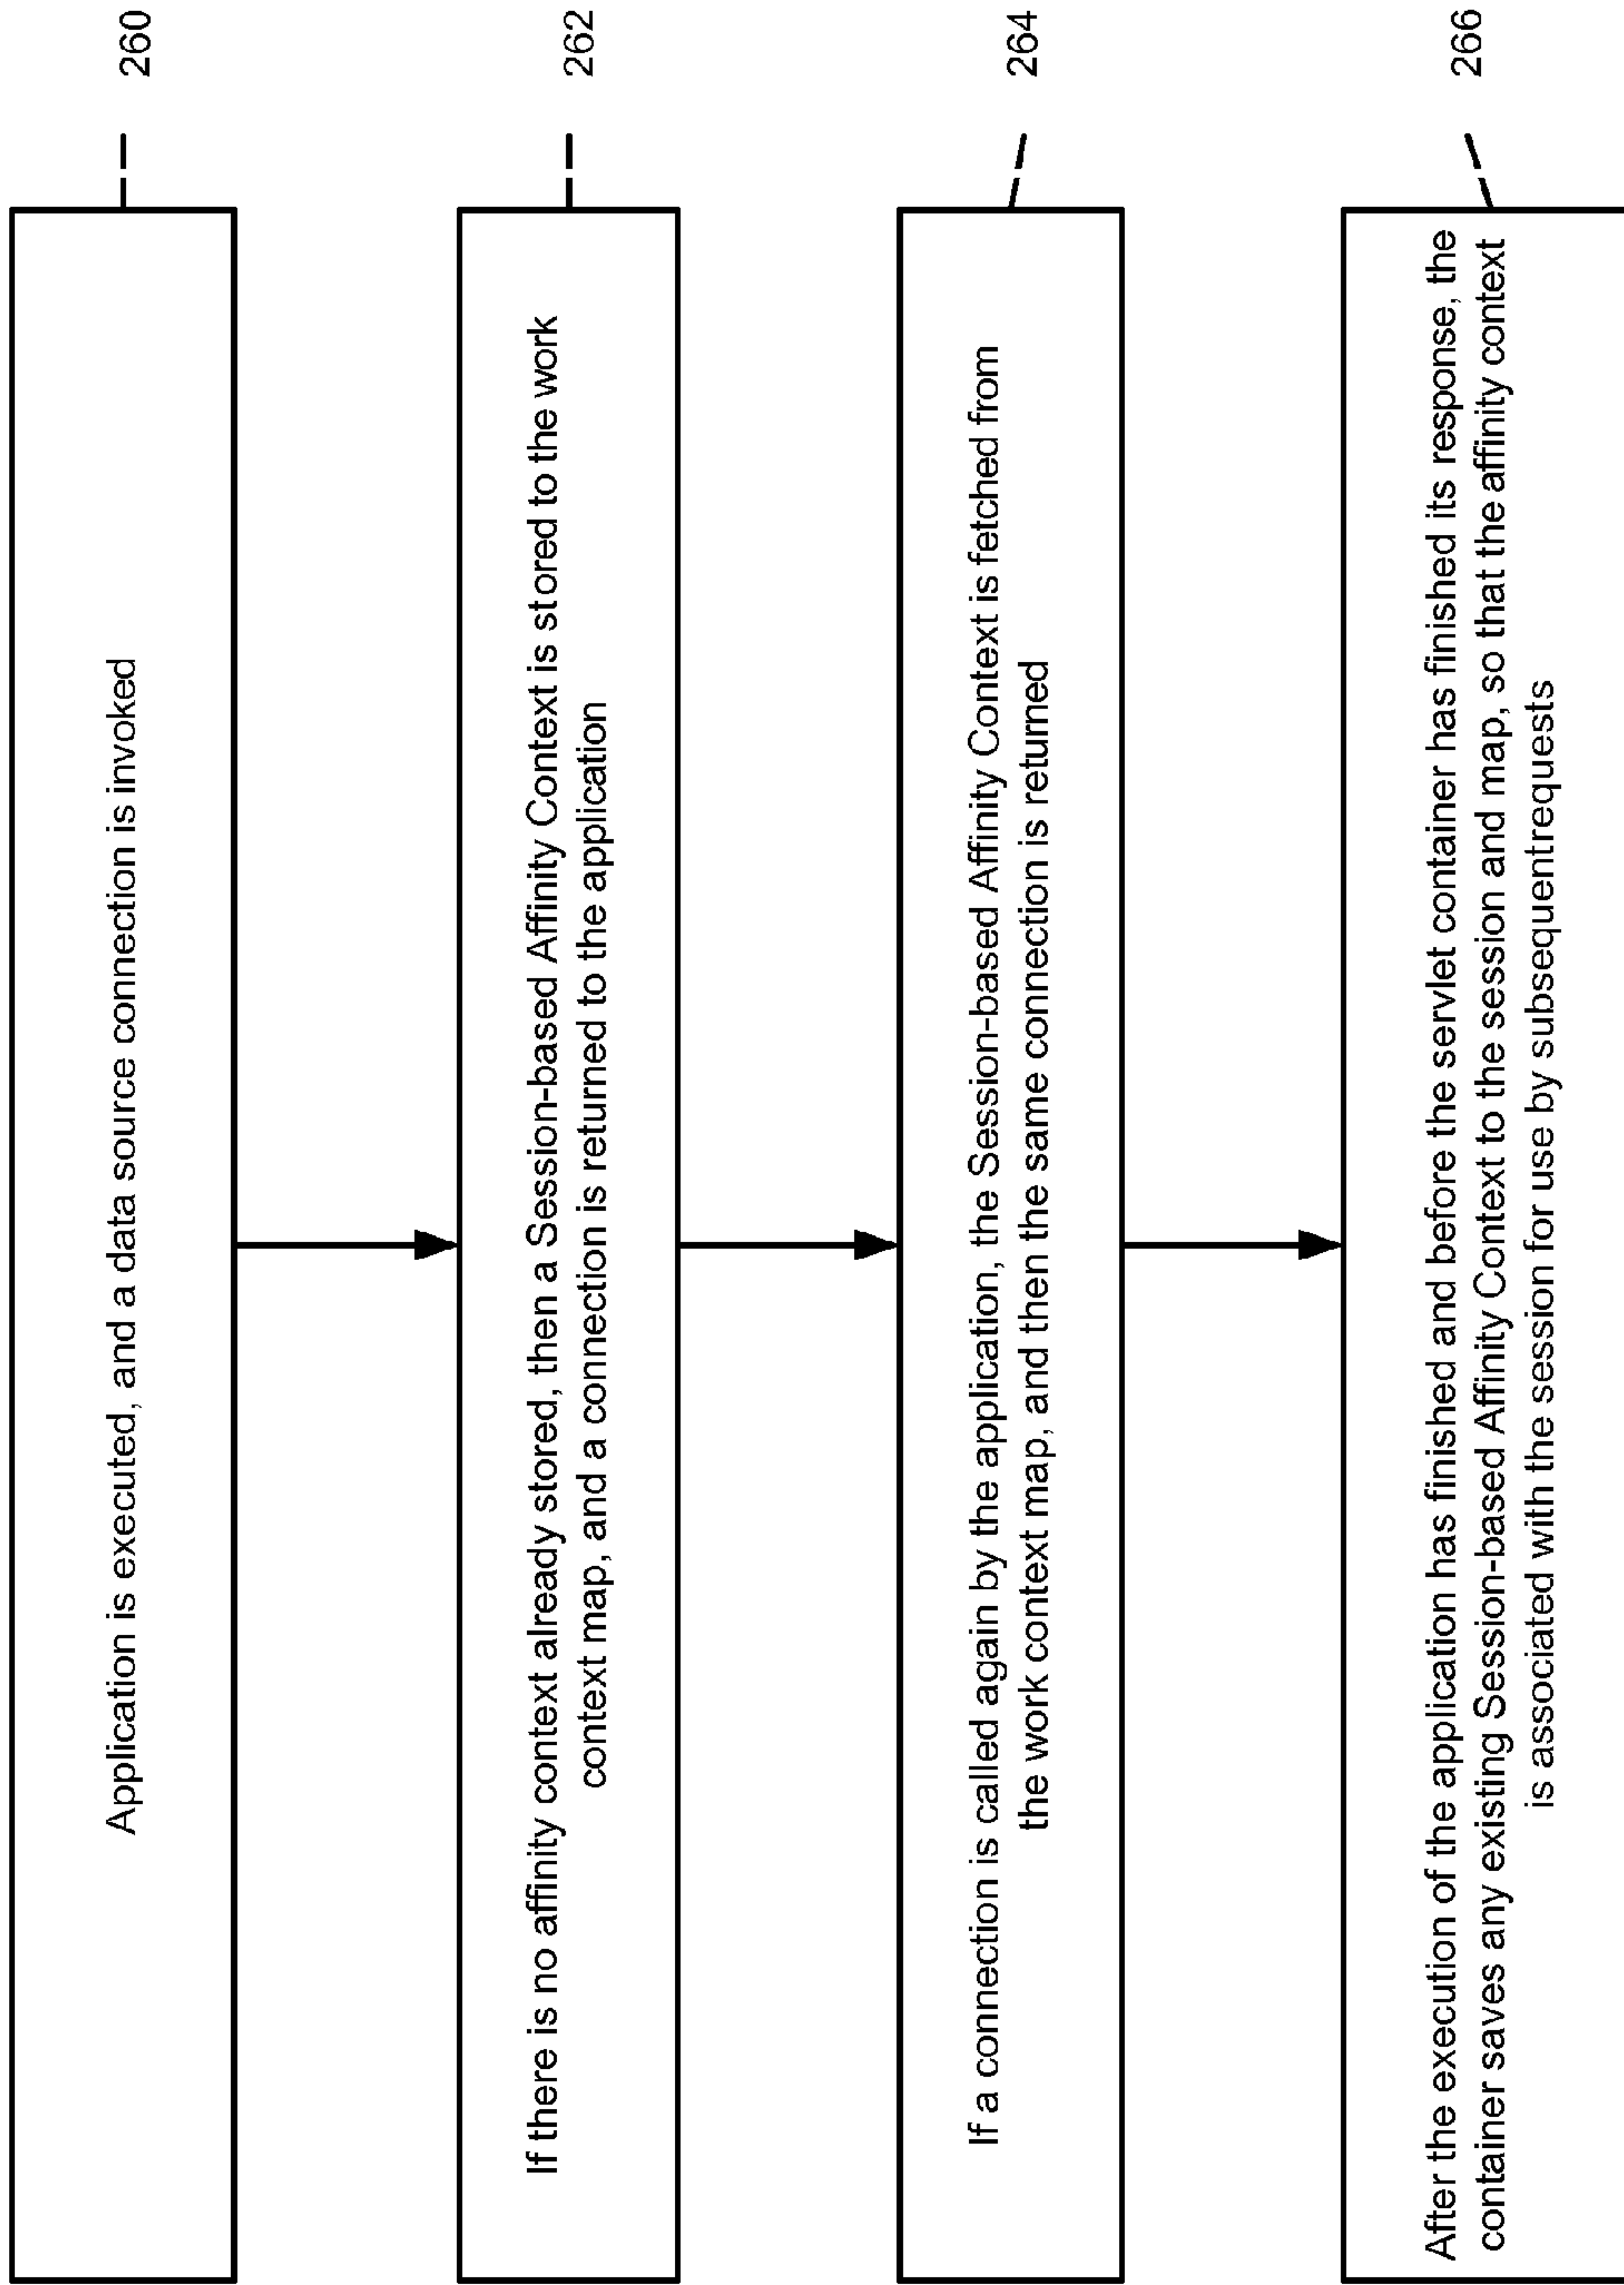 Application is executed, and a data source connection is invoked
260
If there is no affinity context already stored, then a Session-based Affinity Context is stored to the work
context map, and a connection is returned to the application
262
If a connection is called again by the application, the Session-based Affinity Context is fetched from
the work context map, and then the same connection is returned
264
After the execution of the application has finished and before the servlet container has finished its response, the
container saves any existing Session-based Affinity Context to the session and map, so that the affinity context
is associated with the session for use by subsequentrequests
266